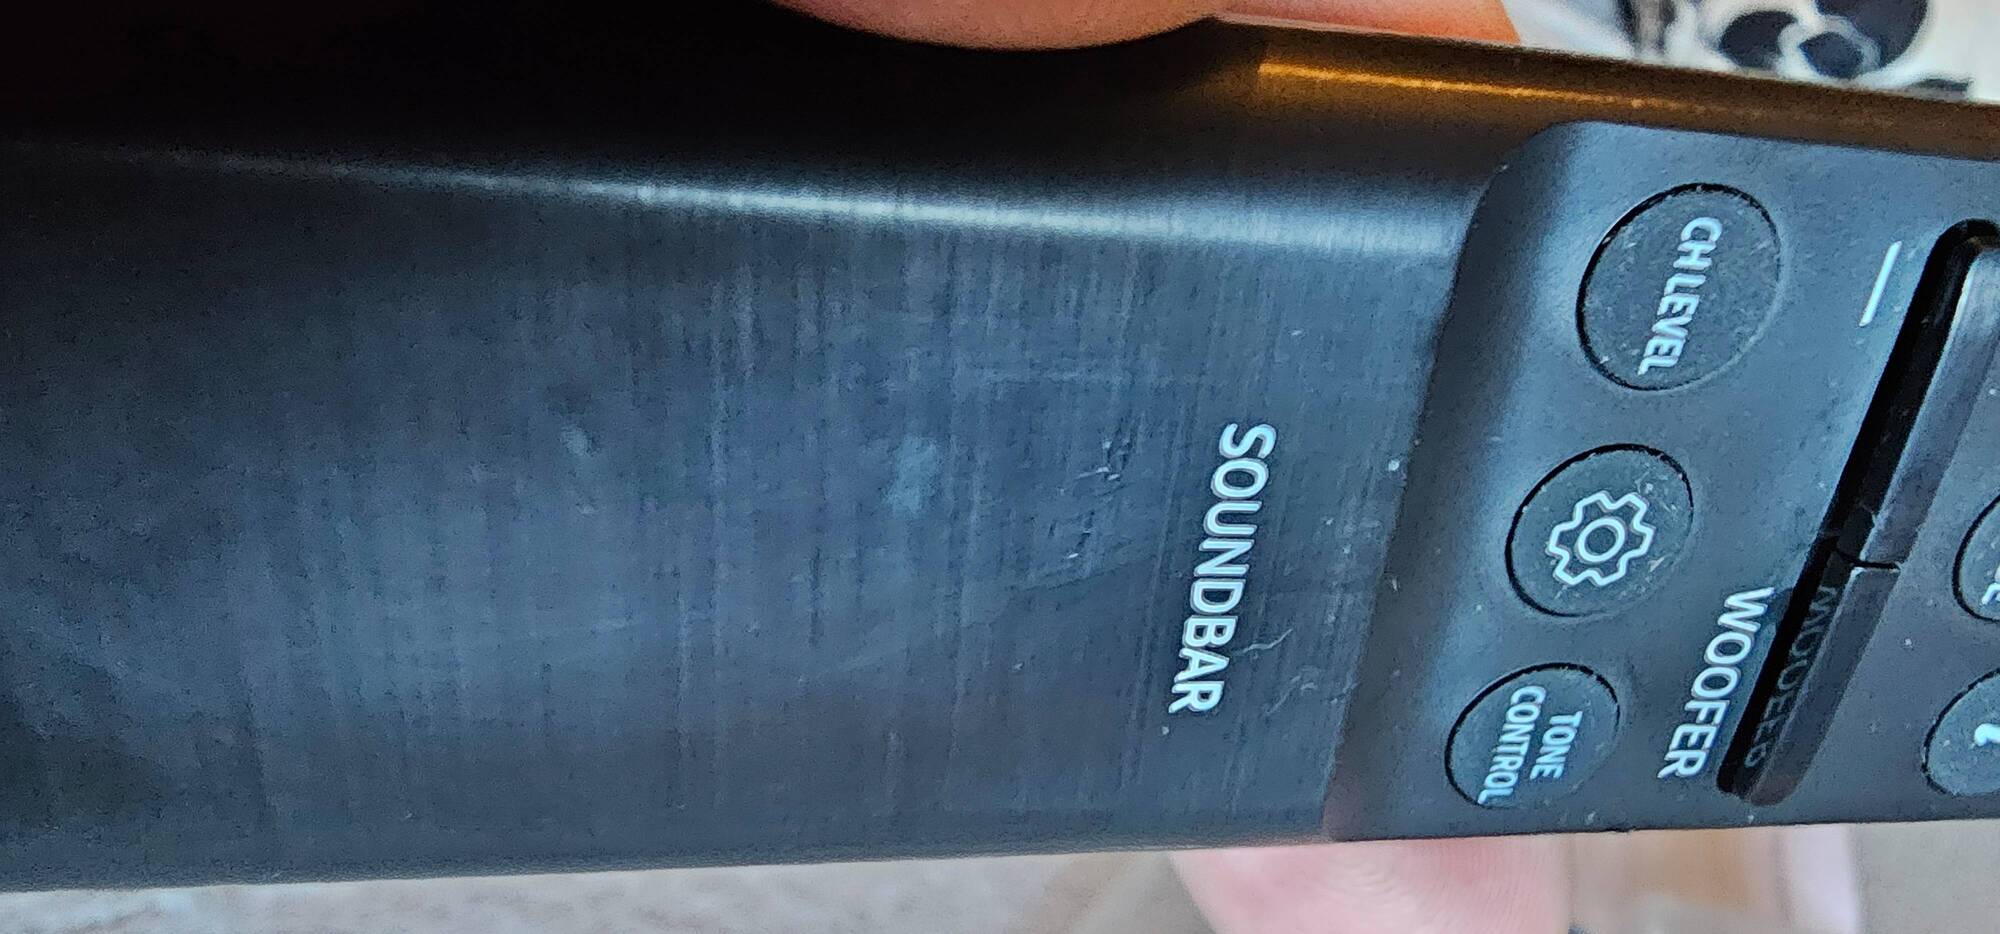 WOOFER
CH LEVEL
TONE
CONTROL
SOUNDBAR